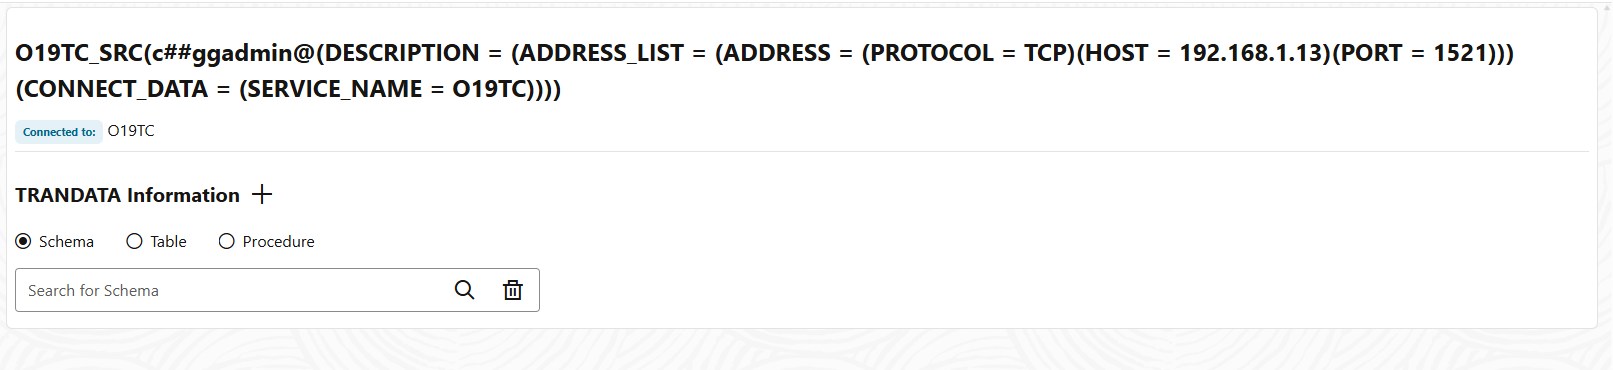 O19TC_SRC(c##ggadmin@(DESCRIPTION = (ADDRESS_LIST = (ADDRESS = (PROTOCOL = TCP)(HOST = 192.168.1.13)(PORT = 1521)))
(CONNECT_DATA = (SERVICE_NAME = O19TC))))
Connected to: O19TC
TRANDATA Information
Schema Table Procedure
Search for Schema